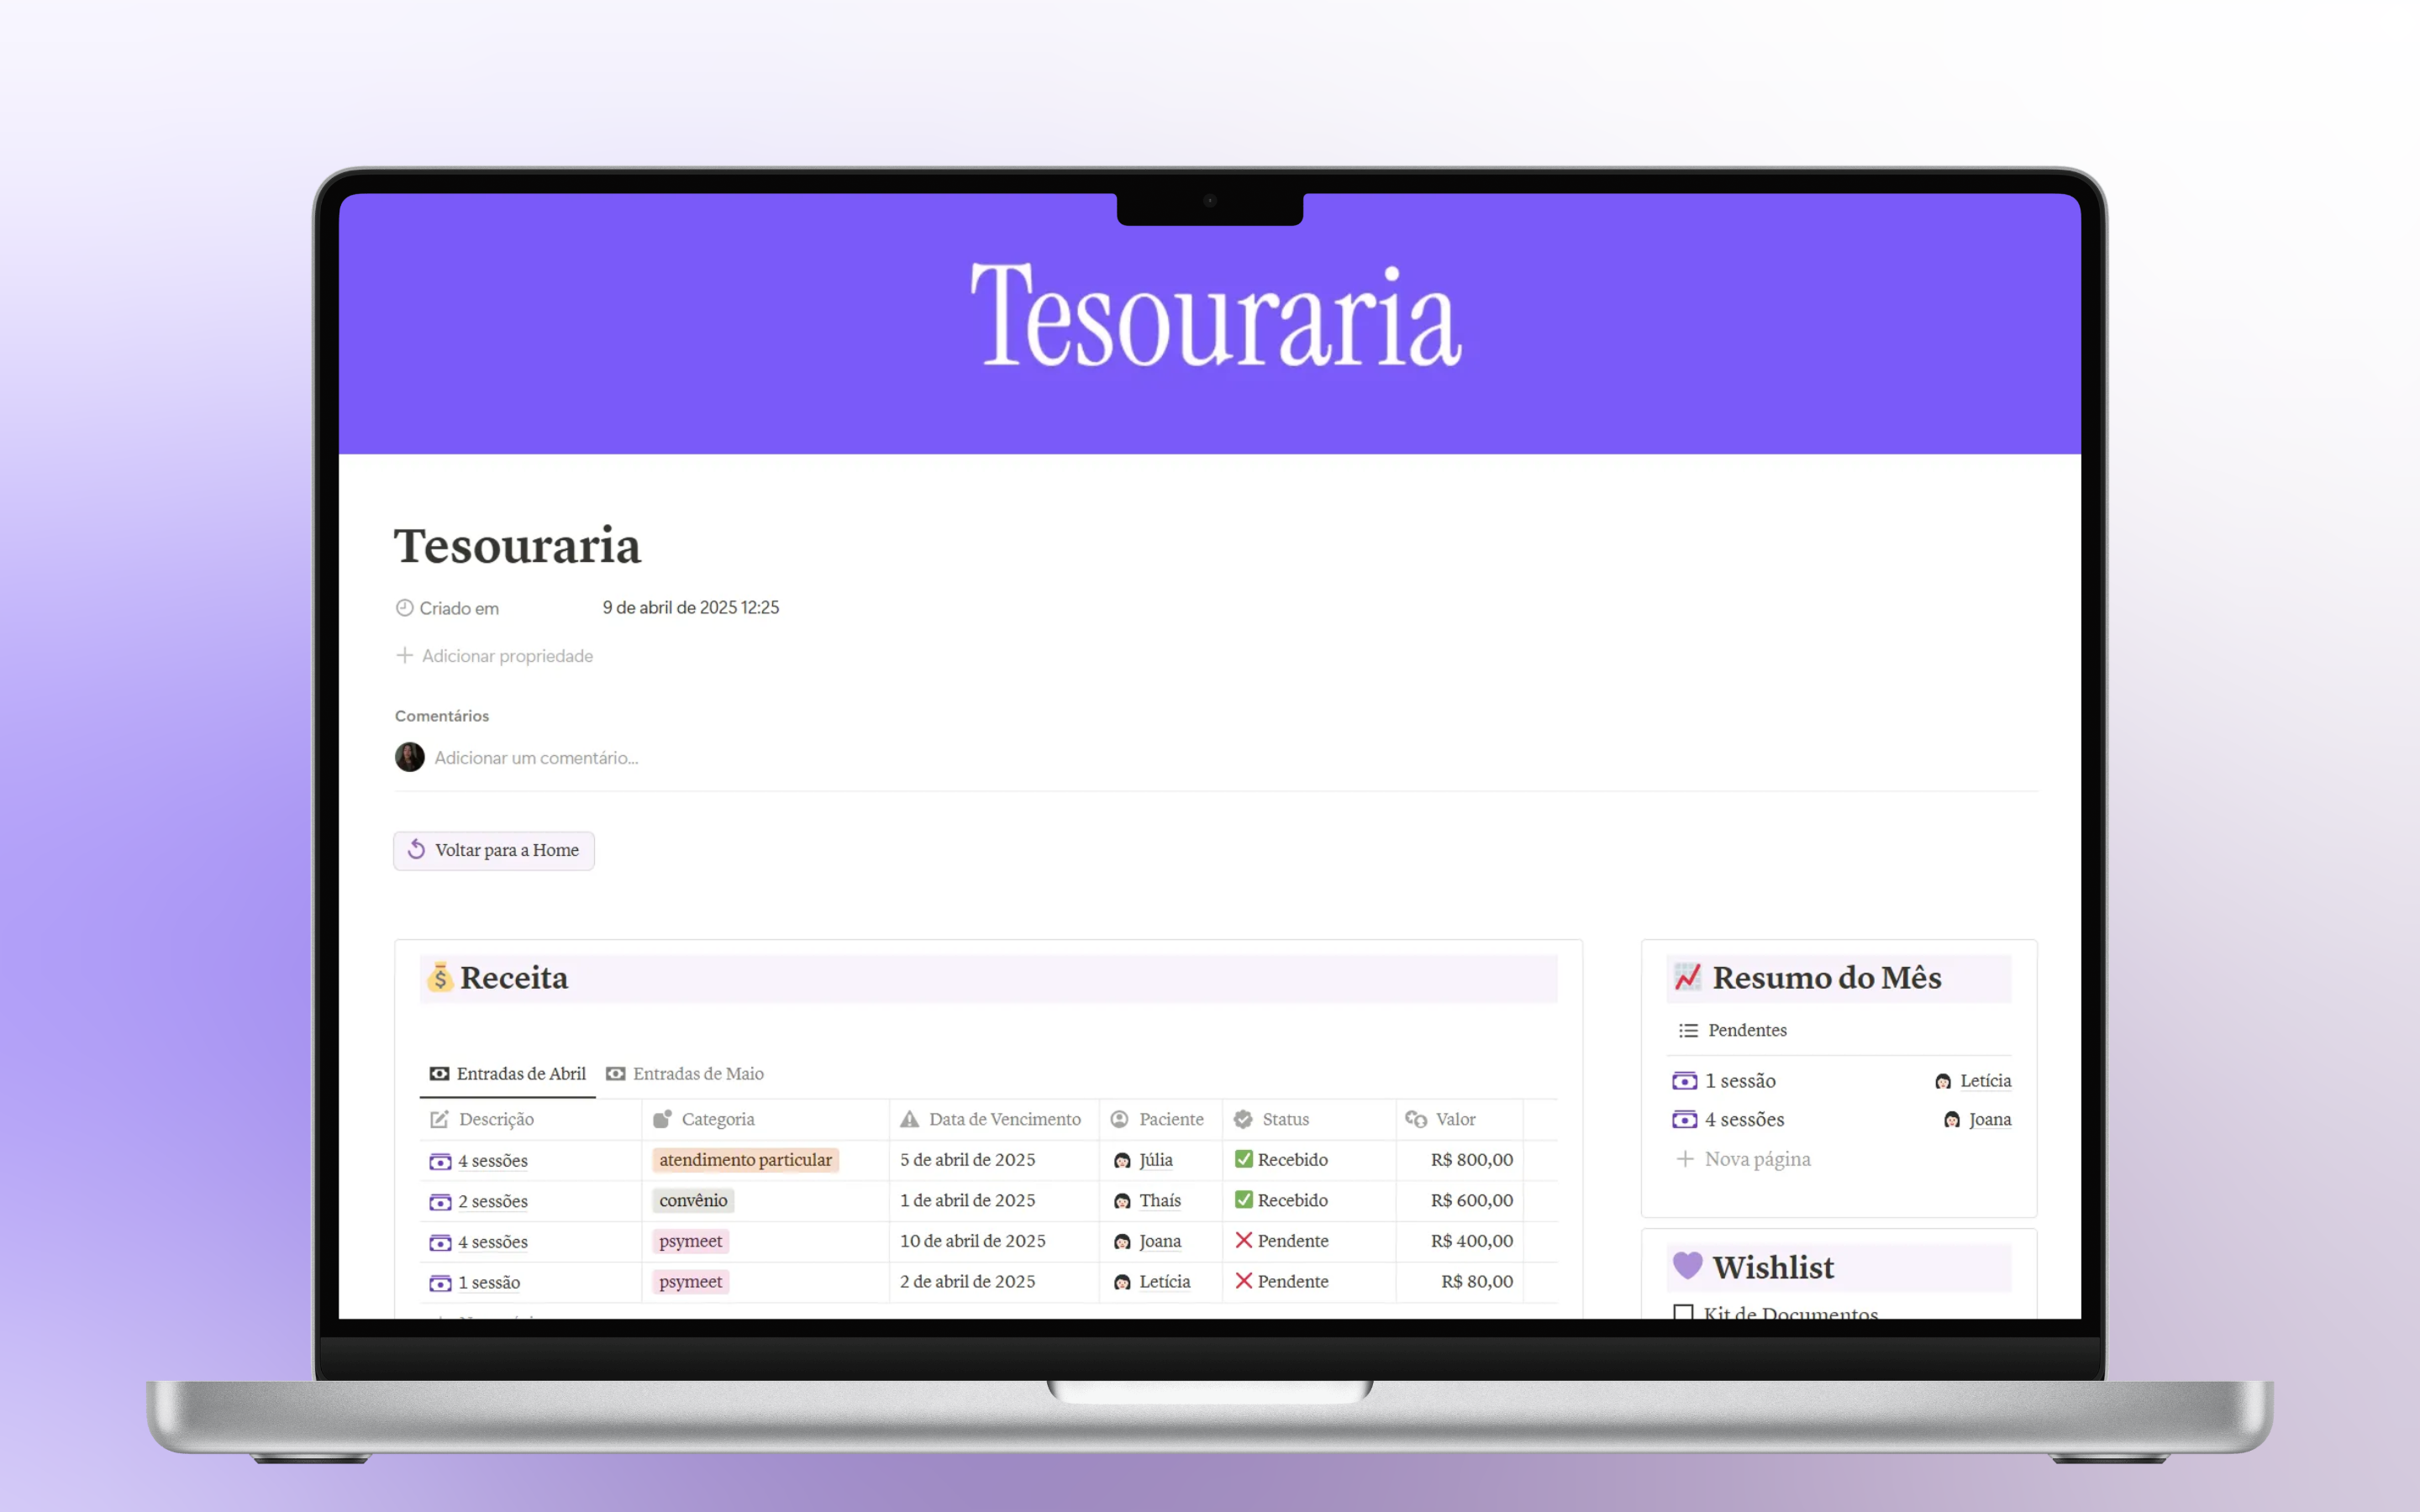 Tesouraria
Tesouraria
Criado em 9 de abril de 2025 12:25
Adicionar propriedade
Comentários
Adicionar um comentário...
Voltar para a Home
Receita
Entradas de Abril Entradas de Maio
Descrição Categoria Data de Vencimento Paciente Status Valor
4 sessões atendimento particular 5 de abril de 2025 Júlia Recebido R$ 800,00
2 sessões convênio 1 de abril de 2025 Thaís Recebido R$ 600,00
4 sessões psymeet 10 de abril de 2025 Joana Pendente R$ 400,00
1 sessão psymeet 2 de abril de 2025 Letícia Pendente R$ 80,00
Resumo do Mês
Pendentes
1 sessão Letícia
4 sessões Joana
Nova página
Wishlist
Kit de Documentos